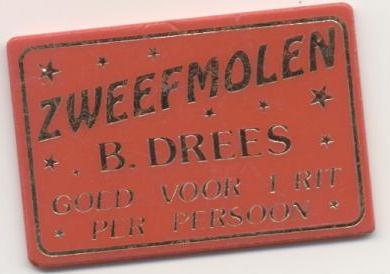 ZWEEFMOLEN
B. DREES
GOED VOOR 1 RIT
PER PERSOON